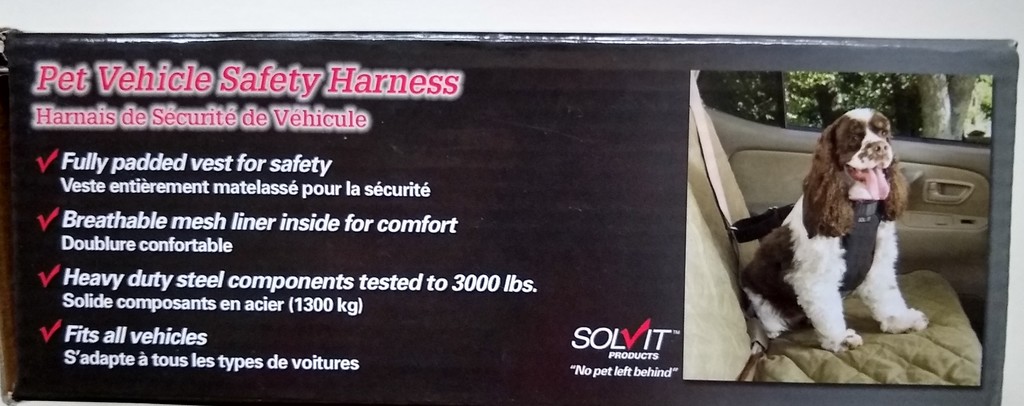 Pet Vehicle Safety Harness
Harnais de Sécurité de Véhicule
Fully padded vest for safety
Veste entièrement matelassé pour la sécurité
Breathable mesh liner inside for comfort
Doublure confortable
Heavy duty steel components tested to 3000 lbs.
Solide composants en acier (1300 kg)
Fits all vehicles
S'adapte à tous les types de voitures
SOLVIT™
PRODUCTS
"No pet left behind"